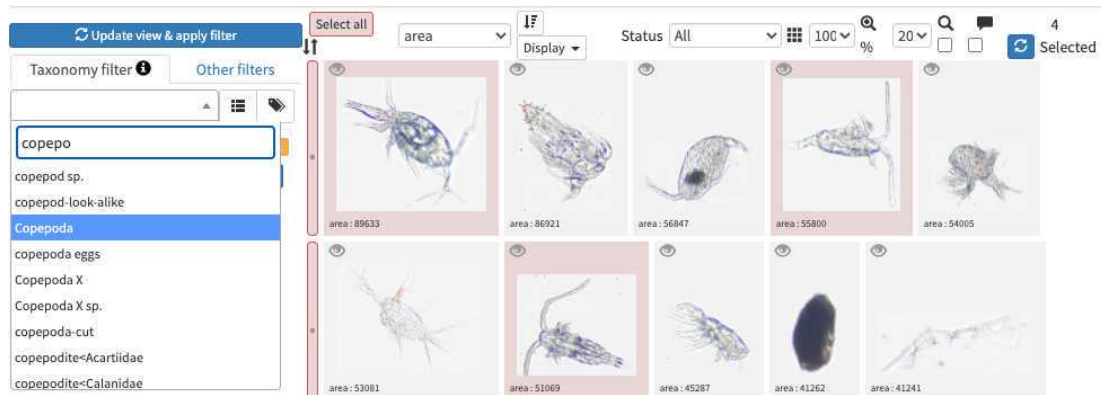 Update view & apply filter
Taxonomy filter
Other filters
copepo
copepod sp.
copepod-look-alike
Copepoda
copepoda eggs
Copepoda X
Copepoda X sp.
copepoda-cut
copepodite<Acartiidae
copepodite<Calanidae
Select all
area
Display
Status
All
100
%
20
4
Selected
area : 89633
area : 86921
area : 56847
area : 55800
area : 54005
area : 53081
area : 51069
area : 45287
area : 41262
area : 41241